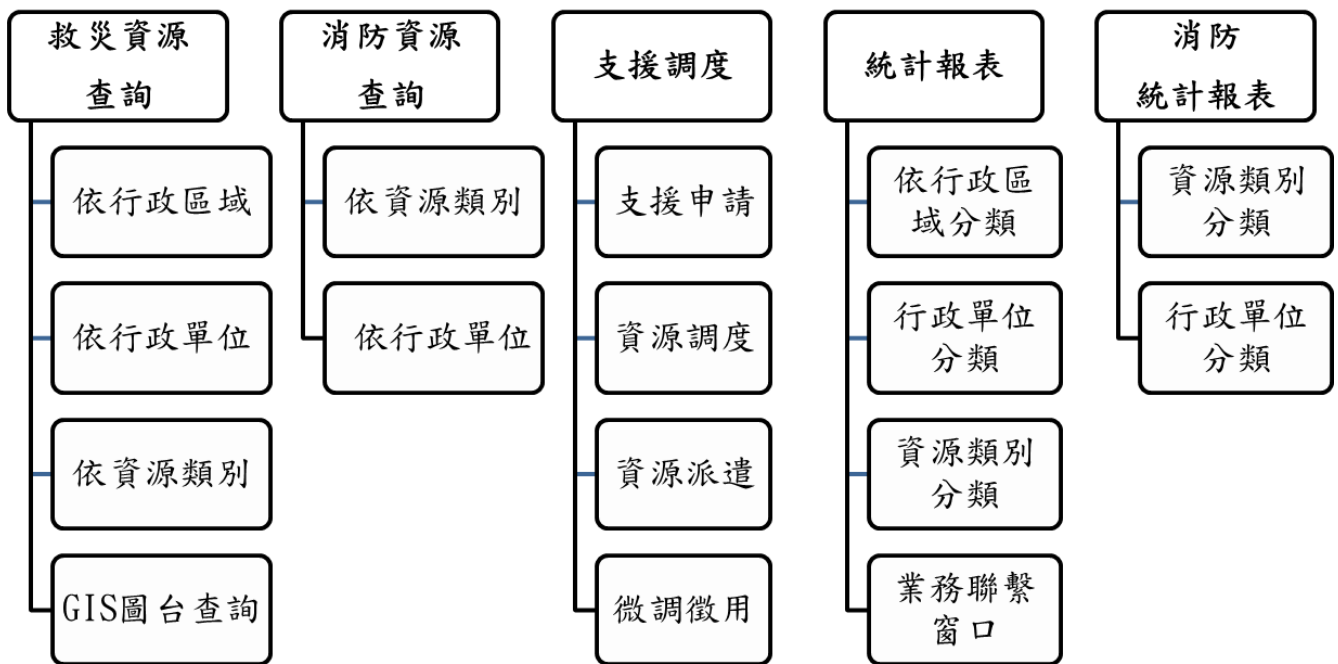 救災資源
查詢
依行政區域
依行政單位
依資源類別
GIS圖台查詢
消防資源
查詢
依資源類別
依行政單位
支援調度
支援申請
資源調度
資源派遣
微調徵用
統計報表
依行政區
域分類
行政單位
分類
資源類別
分類
業務聯繫
窗口
消防
統計報表
資源類別
分類
行政單位
分類